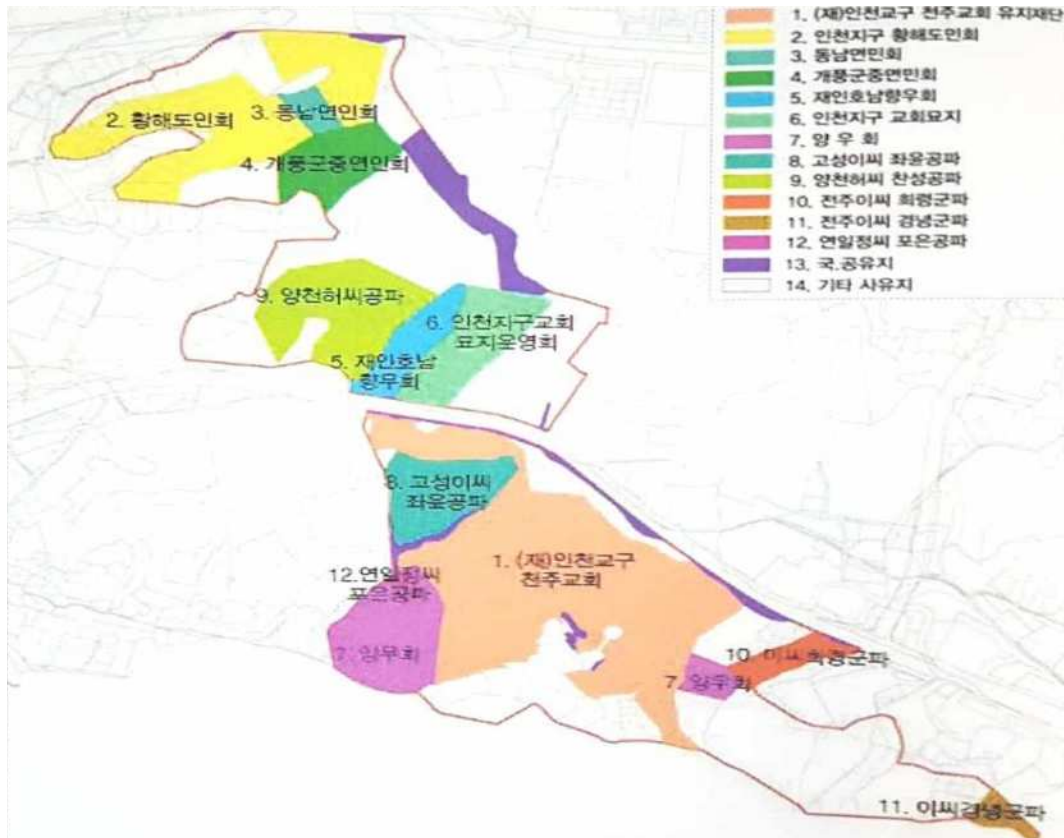 1. (재)인천교구 천주교회 유지재단
2. 인천지구 황해도민회
3. 동남면민회
4. 개풍군중면민회
5. 재인호남향우회
6. 인천지구 교회묘지
7. 양 우 회
8. 고성이씨 좌윤공파
9. 양천허씨 찬성공파
10. 전주이씨 회령군파
11. 전주이씨 경녕군파
12. 연일정씨 포은공파
13. 국.공유지
14. 기타 사유지
2. 황해도민회
3. 동남면민회
4. 개풍군중면민회
9. 양천허씨공파
6. 인천지구교회
묘지운영회
5. 재인호남
향우회
8. 고성이씨
좌윤공파
1. (재)인천교구
천주교회
12.연일정씨
포은공파
7. 양우회
10. 이씨회령군파
7. 양우회
11. 이씨경녕군파